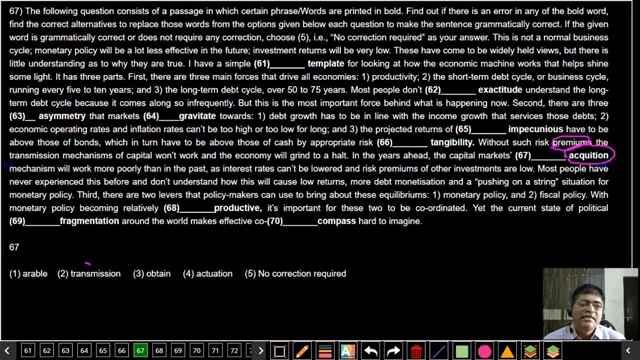 67) The following question consists of a passage in which certain phrase/Words are printed in bold. Find out if there is an error in any of the bold word,
find the correct alternatives to replace those words from the options given below each question to make the sentence grammatically correct. If the given
word is grammatically correct or does not require any correction, choose (5), i.e., "No correction required" as your answer. This is not a normal business
cycle; monetary policy will be a lot less effective in the future; investment returns will be very low. These have come to be widely held views, but there is
little understanding as to why they are true. I have a simple (61)________ template for looking at how the economic machine works that helps shine
some light. It has three parts. First, there are three main forces that drive all economies: 1) productivity; 2) the short-term debt cycle, or business cycle,
running every five to ten years; and 3) the long-term debt cycle, over 50 to 75 years. Most people don't (62)________ exactitude understand the long-
term debt cycle because it comes along so infrequently. But this is the most important force behind what is happening now. Second, there are three
(63)__ asymmetry that markets (64)________ gravitate towards: 1) debt growth has to be in line with the income growth that services those debts; 2)
economic operating rates and inflation rates can't be too high or too low for long; and 3) the projected returns of (65)________ impecunious have to be
above those of bonds, which in turn have to be above those of cash by appropriate risk (66)________ tangibility. Without such risk premiums the
transmission mechanisms of capital won't work and the economy will grind to a halt. In the years ahead, the capital markets' (67)________ acquition
mechanism will work more poorly than in the past, as interest rates can't be lowered and risk premiums of other investments are low. Most people have
never experienced this before and don't understand how this will cause low returns, more debt monetisation and a "pushing on a string" situation for
monetary policy. Third, there are two levers that policy-makers can use to bring about these equilibriums: 1) monetary policy, and 2) fiscal policy. With
monetary policy becoming relatively (68)________ productive, it's important for these two to be co-ordinated. Yet the current state of political
(69)________ fragmentation around the world makes effective co-(70)________ compass hard to imagine.
67
(1) arable (2) transmission (3) obtain (4) actuation (5) No correction required
61 62 63 64 65 66 67 68 69 70 71 72 7